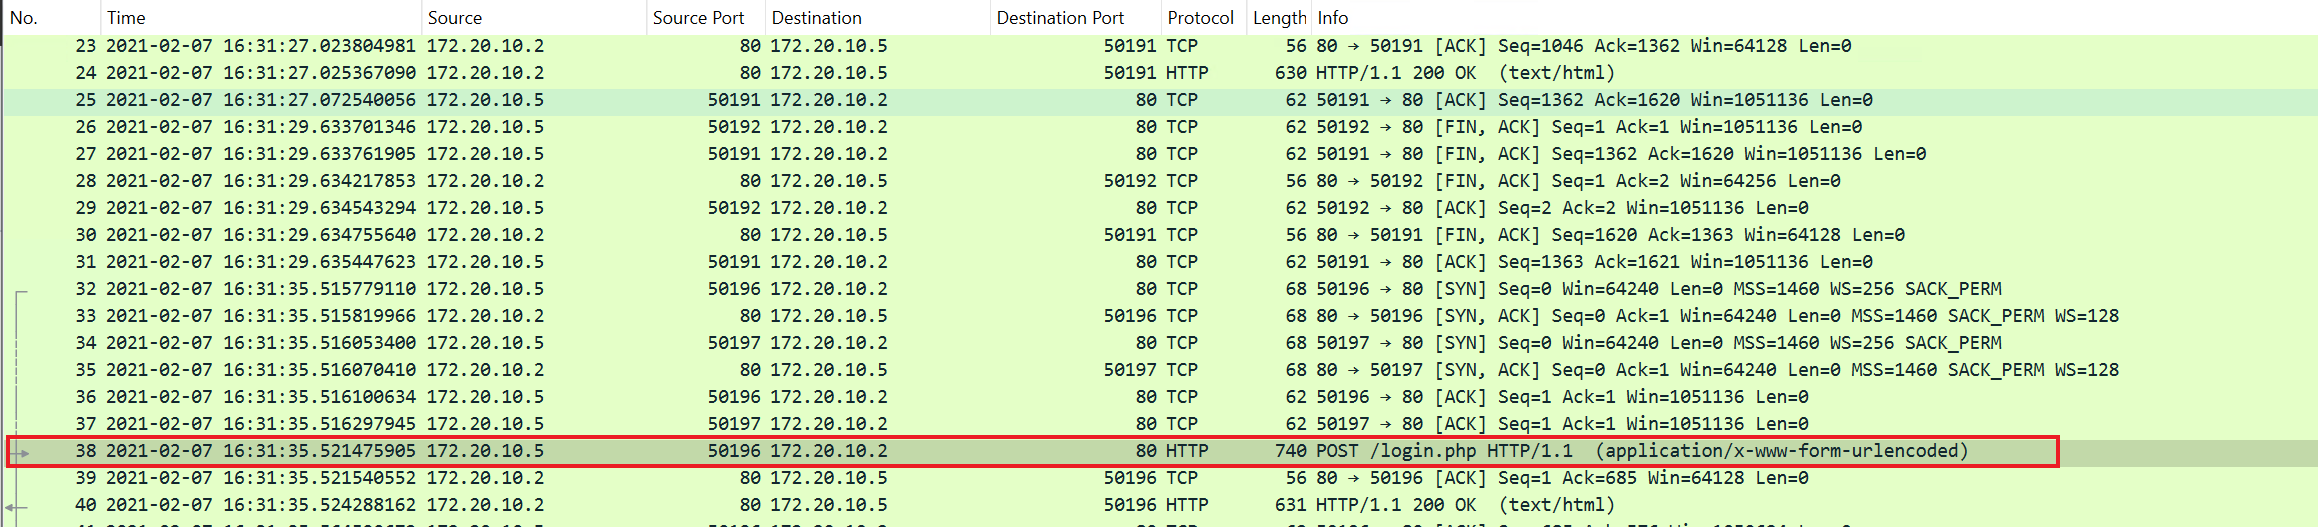 No. Time Source Source Port Destination Destination Port Protocol Length Info
23 2021-02-07 16:31:27.023804981 172.20.10.2 80 172.20.10.5 50191 TCP 56 80 → 50191 [ACK] Seq=1046 Ack=1362 Win=64128 Len=0
24 2021-02-07 16:31:27.025367090 172.20.10.2 80 172.20.10.5 50191 HTTP 630 HTTP/1.1 200 OK (text/html)
25 2021-02-07 16:31:27.072540056 172.20.10.5 50191 172.20.10.2 80 TCP 62 50191 → 80 [ACK] Seq=1362 Ack=1620 Win=1051136 Len=0
26 2021-02-07 16:31:29.633701346 172.20.10.5 50192 172.20.10.2 80 TCP 62 50192 → 80 [FIN, ACK] Seq=1 Ack=1 Win=1051136 Len=0
27 2021-02-07 16:31:29.633761905 172.20.10.5 50191 172.20.10.2 80 TCP 62 50191 → 80 [FIN, ACK] Seq=1362 Ack=1620 Win=1051136 Len=0
28 2021-02-07 16:31:29.634217853 172.20.10.2 80 172.20.10.5 50192 TCP 56 80 → 50192 [FIN, ACK] Seq=1 Ack=2 Win=64256 Len=0
29 2021-02-07 16:31:29.634543294 172.20.10.5 50192 172.20.10.2 80 TCP 62 50192 → 80 [ACK] Seq=2 Ack=2 Win=1051136 Len=0
30 2021-02-07 16:31:29.634755640 172.20.10.2 80 172.20.10.5 50191 TCP 56 80 → 50191 [FIN, ACK] Seq=1620 Ack=1363 Win=64128 Len=0
31 2021-02-07 16:31:29.635447623 172.20.10.5 50191 172.20.10.2 80 TCP 62 50191 → 80 [ACK] Seq=1363 Ack=1621 Win=1051136 Len=0
32 2021-02-07 16:31:35.515779110 172.20.10.5 50196 172.20.10.2 80 TCP 68 50196 → 80 [SYN] Seq=0 Win=64240 Len=0 MSS=1460 WS=256 SACK_PERM
33 2021-02-07 16:31:35.515819966 172.20.10.2 80 172.20.10.5 50196 TCP 68 80 → 50196 [SYN, ACK] Seq=0 Ack=1 Win=64240 Len=0 MSS=1460 SACK_PERM WS=128
34 2021-02-07 16:31:35.516053400 172.20.10.5 50197 172.20.10.2 80 TCP 68 50197 → 80 [SYN] Seq=0 Win=64240 Len=0 MSS=1460 WS=256 SACK_PERM
35 2021-02-07 16:31:35.516070410 172.20.10.2 80 172.20.10.5 50197 TCP 68 80 → 50197 [SYN, ACK] Seq=0 Ack=1 Win=64240 Len=0 MSS=1460 SACK_PERM WS=128
36 2021-02-07 16:31:35.516100634 172.20.10.5 50196 172.20.10.2 80 TCP 62 50196 → 80 [ACK] Seq=1 Ack=1 Win=1051136 Len=0
37 2021-02-07 16:31:35.516297945 172.20.10.5 50197 172.20.10.2 80 TCP 62 50197 → 80 [ACK] Seq=1 Ack=1 Win=1051136 Len=0
38 2021-02-07 16:31:35.521475905 172.20.10.5 50196 172.20.10.2 80 HTTP 740 POST /login.php HTTP/1.1 (application/x-www-form-urlencoded)
39 2021-02-07 16:31:35.521540552 172.20.10.2 80 172.20.10.5 50196 TCP 56 80 → 50196 [ACK] Seq=1 Ack=685 Win=64128 Len=0
40 2021-02-07 16:31:35.524288162 172.20.10.2 80 172.20.10.5 50196 HTTP 631 HTTP/1.1 200 OK (text/html)